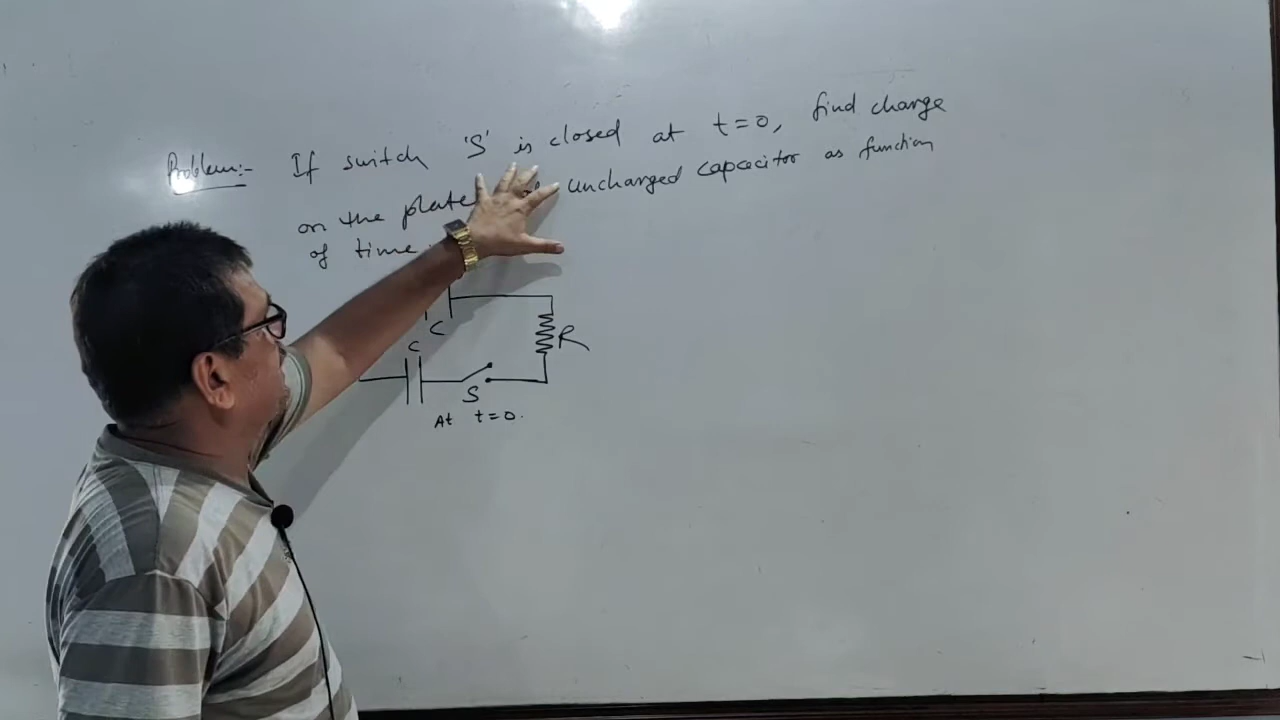 Problem:- If switch 'S' is closed at t=0, find charge
on the plate uncharged capacitor as function
of time
C
C
R
S
At t=0.